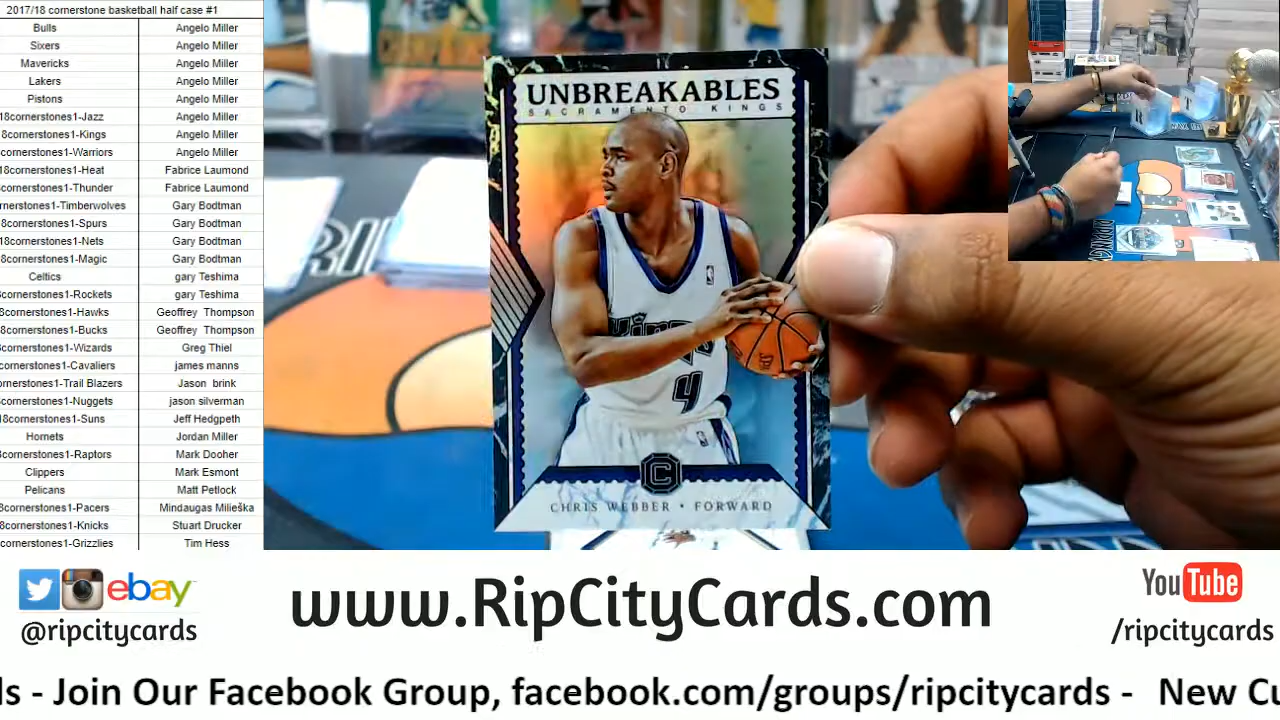 2017/18 cornerstone basketball half case #1
Bulls Angelo Miller
Sixers Angelo Miller
Mavericks Angelo Miller
Lakers Angelo Miller
Pistons Angelo Miller
18cornerstones1-Jazz Angelo Miller
8cornerstones1-Kings Angelo Miller
cornerstones1-Warriors Angelo Miller
18cornerstones1-Heat Fabrice Laumond
cornerstones1-Thunder Fabrice Laumond
rnerstones1-Timberwolves Gary Bodtman
8cornerstones1-Spurs Gary Bodtman
18cornerstones1-Nets Gary Bodtman
8cornerstones1-Magic Gary Bodtman
Celtics gary Teshima
cornerstones1-Rockets gary Teshima
8cornerstones1-Hawks Geoffrey Thompson
8cornerstones1-Bucks Geoffrey Thompson
cornerstones1-Wizards Greg Thiel
cornerstones1-Cavaliers james manns
ornerstones1-Trail Blazers Jason brink
cornerstones1-Nuggets jason silverman
18cornerstones1-Suns Jeff Hedgpeth
Hornets Jordan Miller
8cornerstones1-Raptors Mark Dooher
Clippers Mark Esmont
Pelicans Matt Petlock
8cornerstones1-Pacers Mindaugas Milieška
8cornerstones1-Knicks Stuart Drucker
cornerstones1-Grizzlies Tim Hess
UNBREAKABLES
SACRAMENTO KINGS
Kings
4
C
CHRIS WEBBER • FORWARD
ebay
@ripcitycards
www.RipCityCards.com
YouTube
/ripcitycards
ds - Join Our Facebook Group, facebook.com/groups/ripcitycards - New Cu